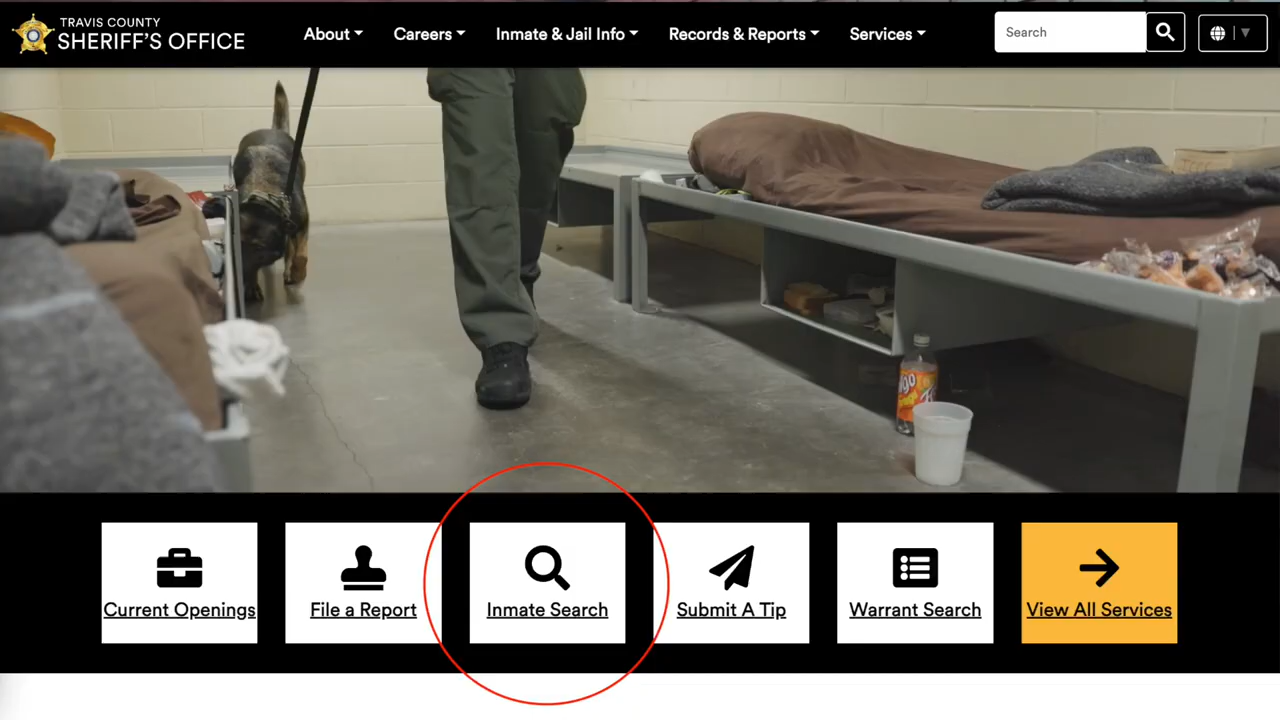 TRAVIS COUNTY
SHERIFF'S OFFICE
About
Careers
Inmate & Jail Info
Records & Reports
Services
Search
Current Openings
File a Report
Inmate Search
Submit A Tip
Warrant Search
View All Services